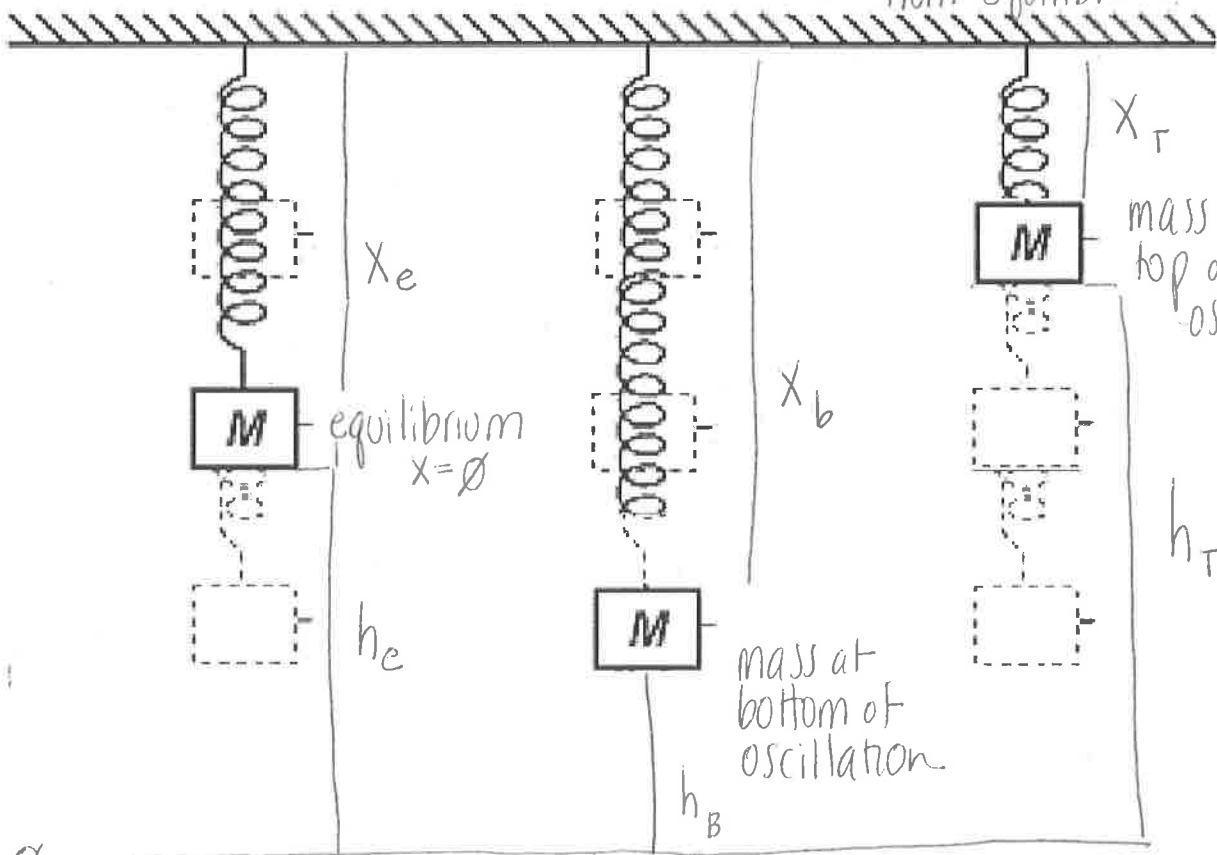 X_e
M
equilibrium
x=Ø
h_e
X_b
M
mass at
bottom of
oscillation
h_B
X_T
M
mass
top
h_T